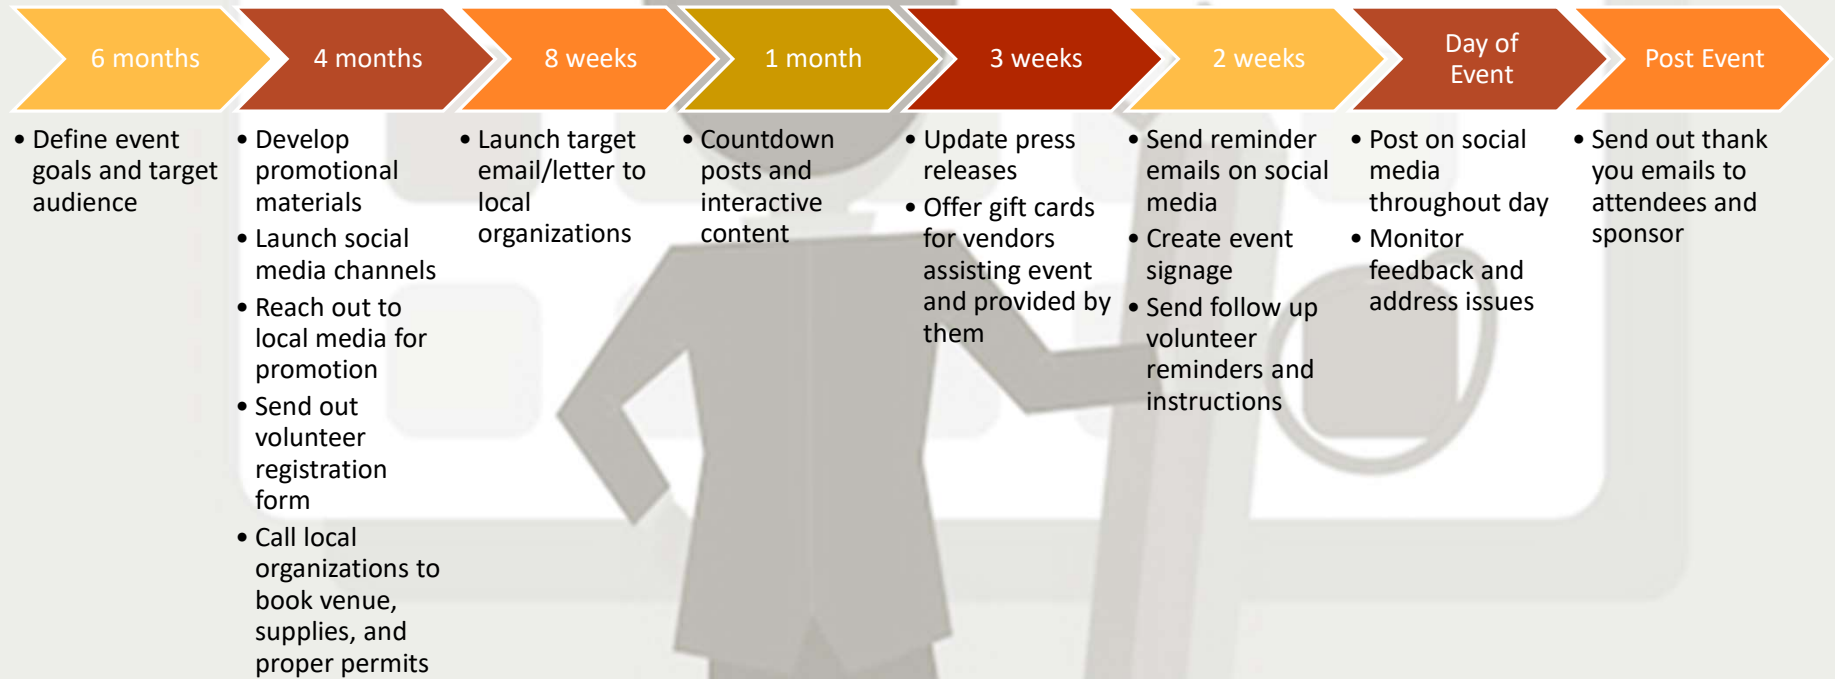 6 months
4 months
8 weeks
1 month
3 weeks
2 weeks
Day of
Event
Post Event
• Define event
goals and target
audience
• Develop
promotional
materials
• Launch social
media channels
• Reach out to
local media for
promotion
• Send out
volunteer
registration
form
• Call local
organizations to
book venue,
supplies, and
proper permits
• Launch target
email/letter to
local
organizations
• Countdown
posts and
interactive
content
• Update press
releases
• Offer gift cards
for vendors
assisting event
and provided by
them
• Send reminder
emails on social
media
• Create event
signage
• Send follow up
volunteer
reminders and
instructions
• Post on social
media
throughout day
• Monitor
feedback and
address issues
• Send out thank
you emails to
attendees and
sponsor